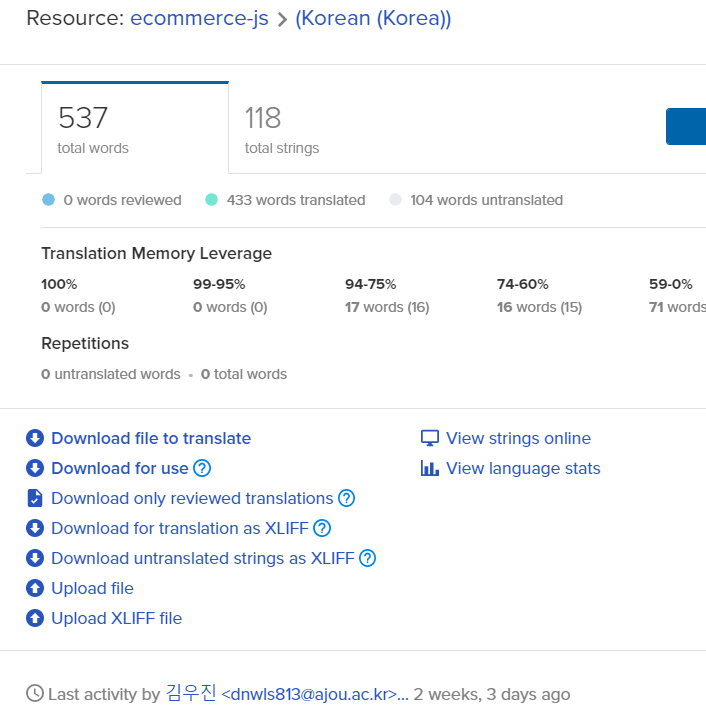 Resource: ecommerce-js > (Korean (Korea))
537 118
total words total strings
0 words reviewed 433 words translated 104 words untranslated
Translation Memory Leverage
100% 99-95% 94-75% 74-60% 59-0%
0 words (0) 0 words (0) 17 words (16) 16 words (15) 71 words
Repetitions
0 untranslated words • 0 total words
Download file to translate View strings online
Download for use ? View language stats
Download only reviewed translations ?
Download for translation as XLIFF ?
Download untranslated strings as XLIFF ?
Upload file
Upload XLIFF file
Last activity by 김우진 <dnwls813@ajou.ac.kr>... 2 weeks, 3 days ago